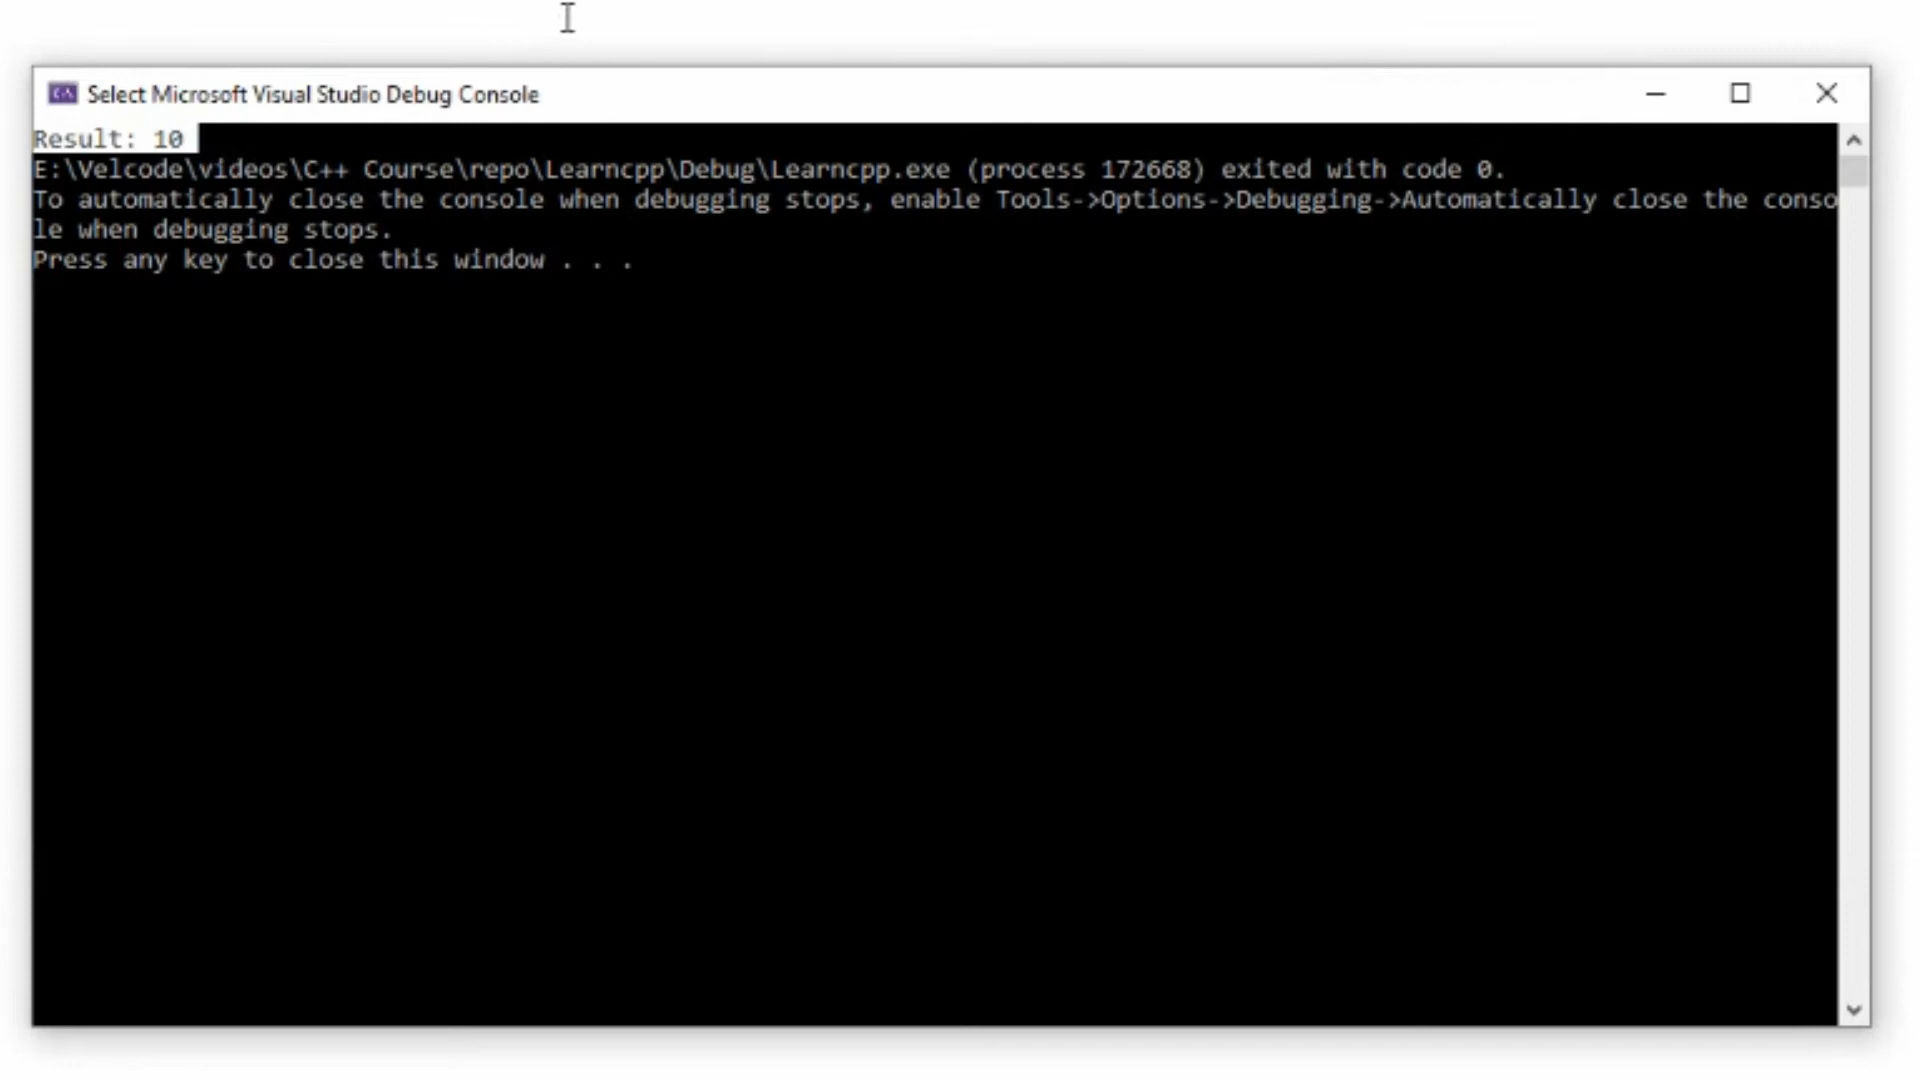 Select Microsoft Visual Studio Debug Console
Result: 10
E:\Velcode\videos\C++ Course\repo\Learncpp\Debug\Learncpp.exe (process 172668) exited with code 0.
To automatically close the console when debugging stops, enable Tools->Options->Debugging->Automatically close the conso
le when debugging stops.
Press any key to close this window . . .